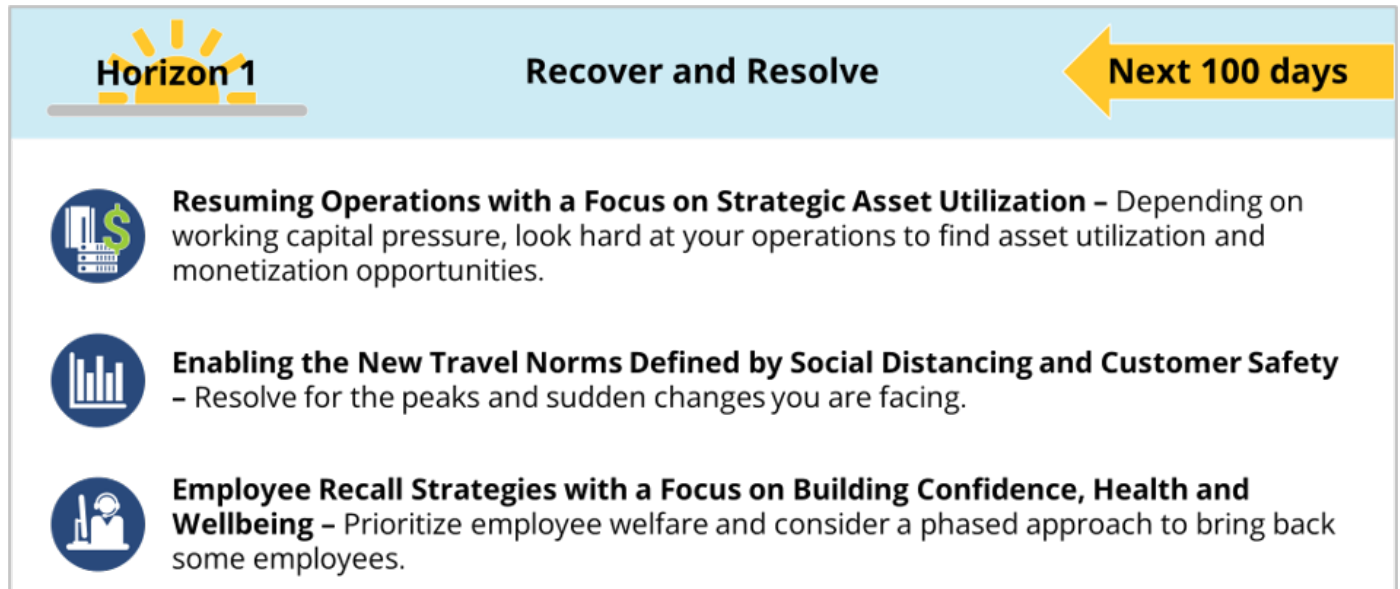 Horizon 1
Recover and Resolve
Next 100 days
Resuming Operations with a Focus on Strategic Asset Utilization – Depending on
working capital pressure, look hard at your operations to find asset utilization and
monetization opportunities.
Enabling the New Travel Norms Defined by Social Distancing and Customer Safety
– Resolve for the peaks and sudden changes you are facing.
Employee Recall Strategies with a Focus on Building Confidence, Health and
Wellbeing – Prioritize employee welfare and consider a phased approach to bring back
some employees.